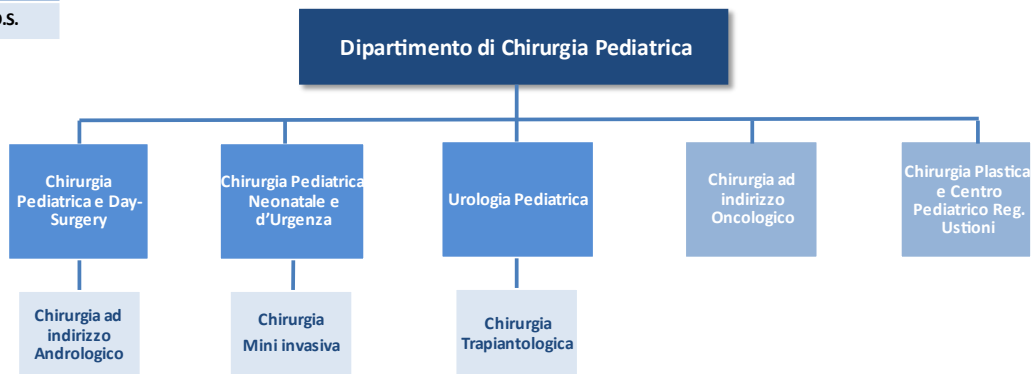 Dipartimento di Chirurgia Pediatrica
Chirurgia
Pediatrica e Day-
Surgery
Chirurgia Pediatrica
Neonatale e
d'Urgenza
Urologia Pediatrica
Chirurgia ad
indirizzo
Oncologico
Chirurgia Plastica
e Centro
Pediatrico Reg.
Ustioni
Chirurgia ad
indirizzo
Andrologico
Chirurgia
Mini invasiva
Chirurgia
Trapiantologica